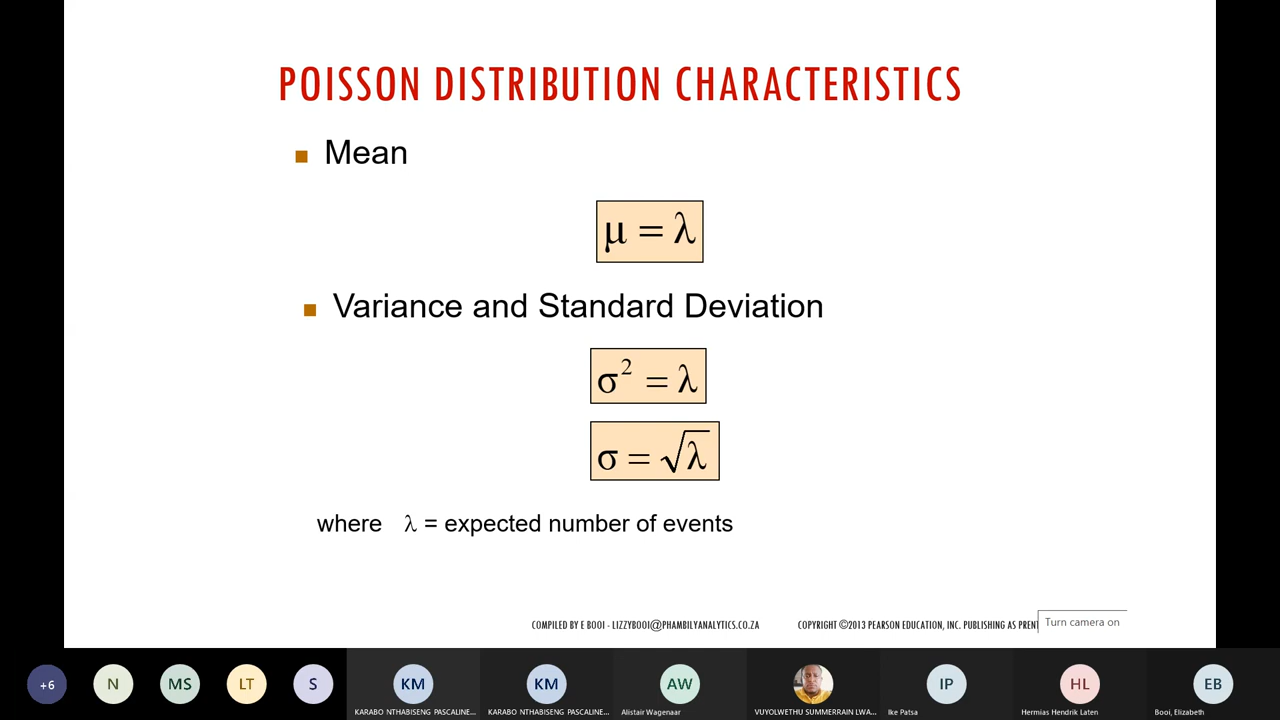 POISSON DISTRIBUTION CHARACTERISTICS
■ Mean
μ = λ
■ Variance and Standard Deviation
σ² = λ
σ = √λ
where λ = expected number of events
COMPILED BY E BOOI - LIZZYBOOI@PHAMBILYANALYTICS.CO.ZA
COPYRIGHT ©2013 PEARSON EDUCATION, INC. PUBLISHING AS PRENT
Turn camera on
+6
N
MS
LT
S
KM
KM
AW
IP
HL
EB
KARABO NTHABISENG PASCALINE...
KARABO NTHABISENG PASCALINE...
Alistair Wagenaar
VUYOLWETHU SUMMERRAIN LWA...
Ike Patsa
Hermias Hendrik Laten
Booi, Elizabeth